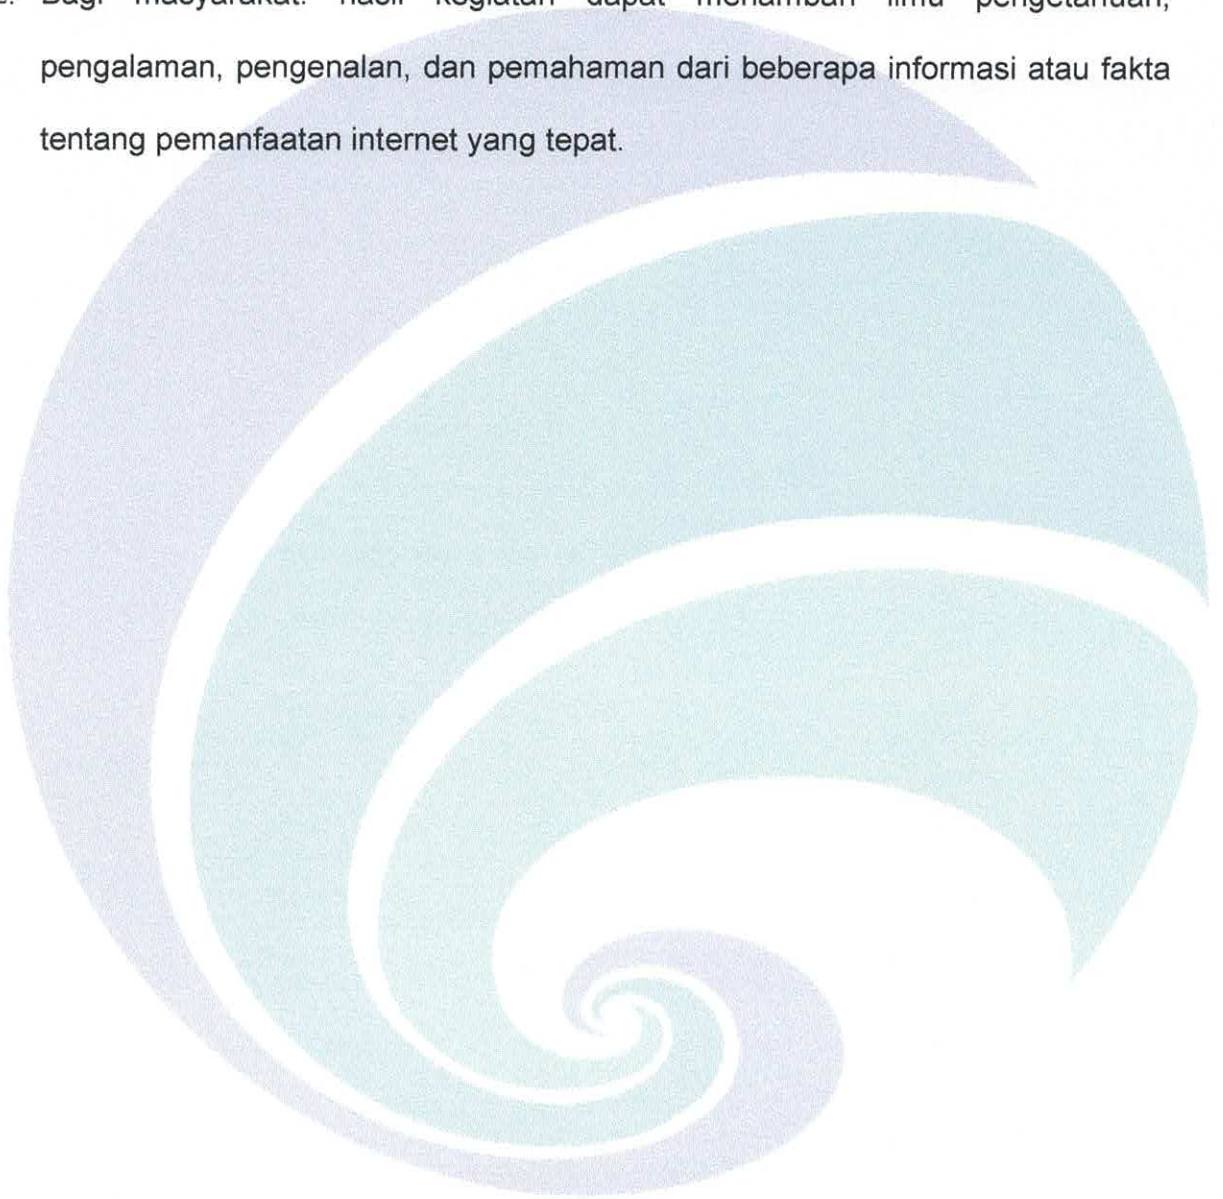 Bagi masyarakat: hasil kegiatan dapat menambah ilmu pengetahuan,
pengalaman, pengenalan, dan pemahaman dari beberapa informasi atau fakta
tentang pemanfaatan internet yang tepat.